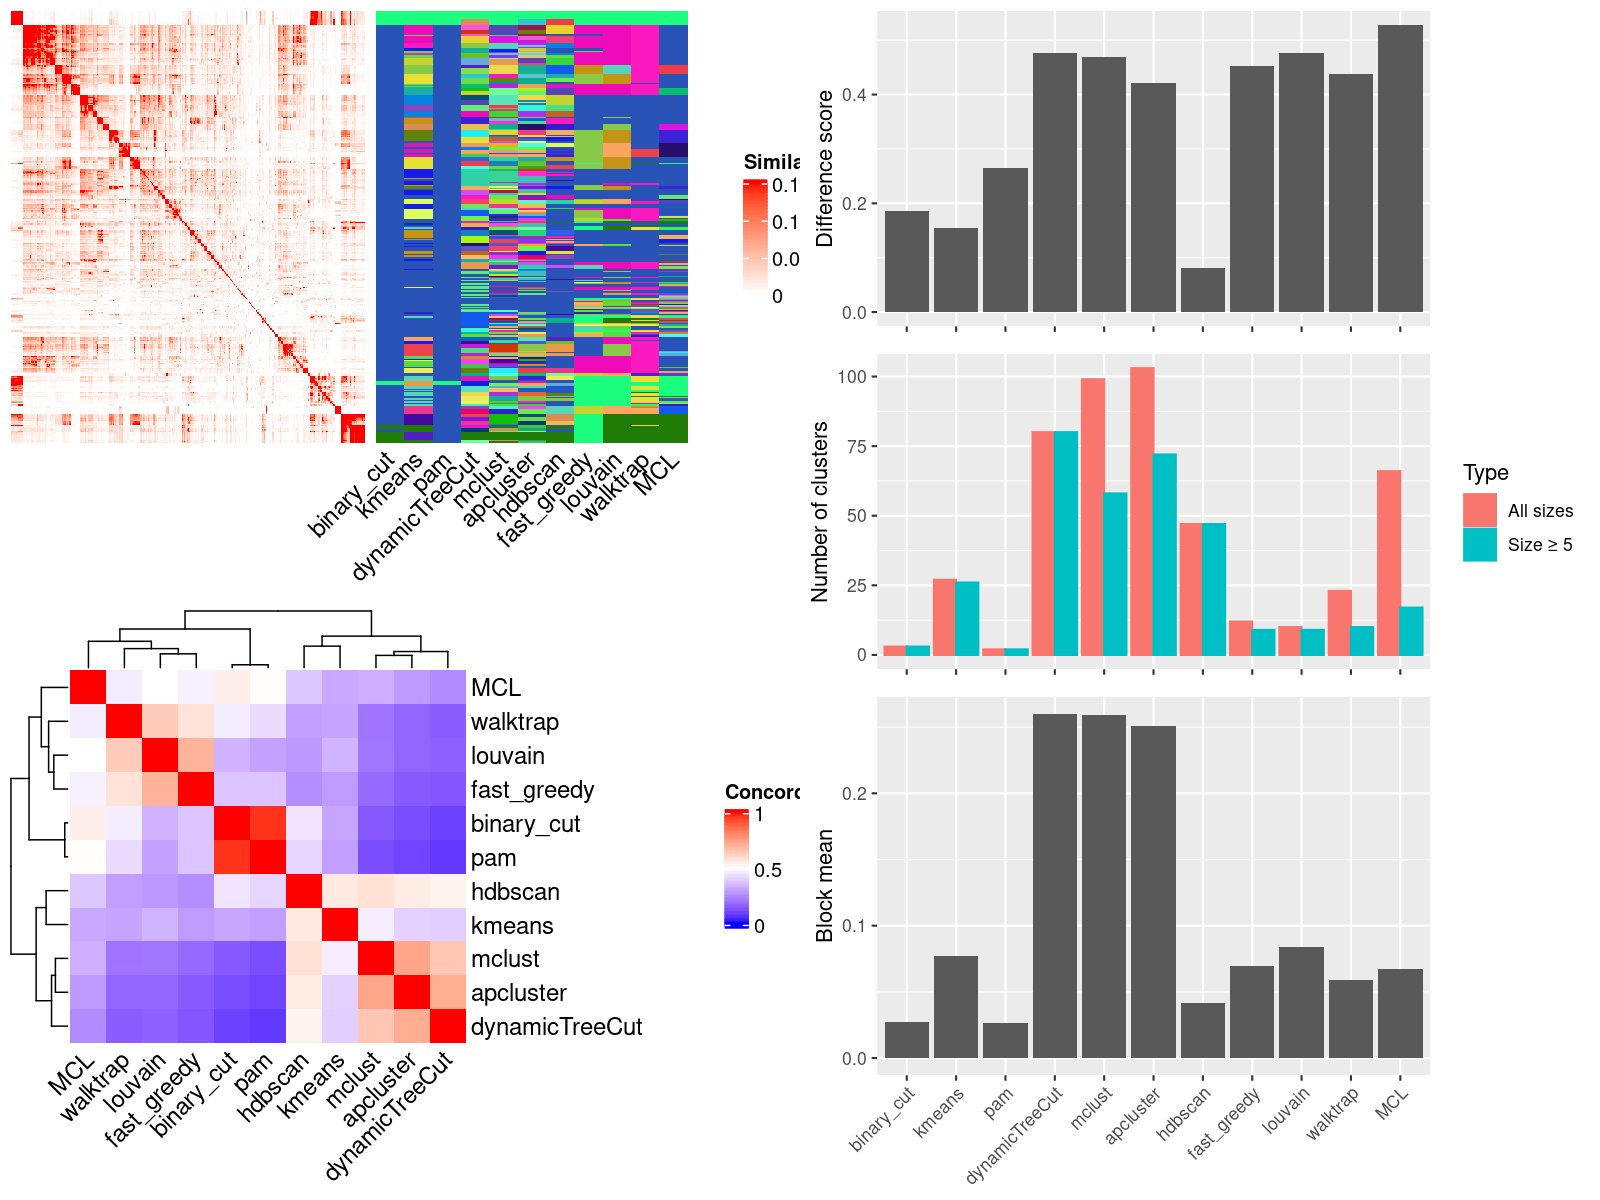 Simila
0.1
0.1
0.0
0
binary_cut
kmeans
pam
dynamicTreeCut
mclust
apcluster
hdbscan
fast_greedy
louvain
walktrap
MCL
Difference score
0.4
0.2
0.0
Number of clusters
100
75
50
25
0
Type
All sizes
Size ≥ 5
MCL
walktrap
louvain
fast_greedy
binary_cut
pam
hdbscan
kmeans
mclust
apcluster
dynamicTreeCut
MCL
walktrap
louvain
fast_greedy
binary_cut
pam
hdbscan
kmeans
mclust
apcluster
dynamicTreeCut
Concord
1
0.5
0
Block mean
0.2
0.1
0.0
binary_cut
kmeans
pam
dynamicTreeCut
mclust
apcluster
hdbscan
fast_greedy
louvain
walktrap
MCL